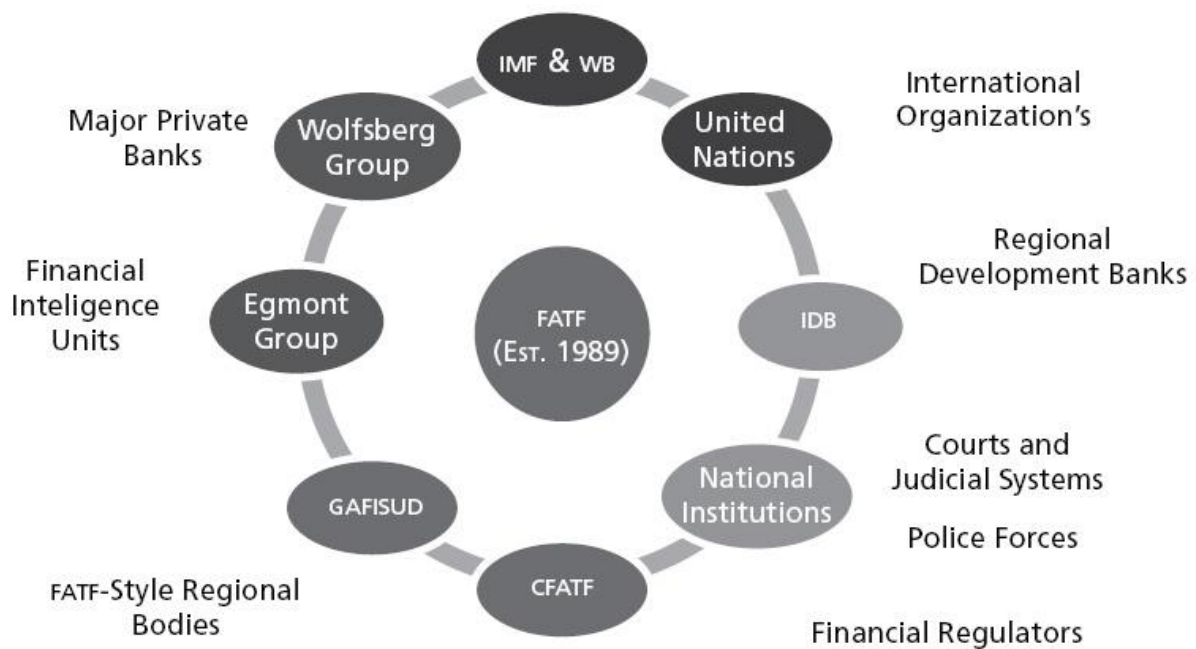 IMF & WB
United
Nations
International
Organization's
Major Private
Banks
Wolfsberg
Group
Regional
Development Banks
IDB
Financial
Inteligence
Units
Egmont
Group
FATF
(EST. 1989)
National
Institutions
Courts and
Judicial Systems
Police Forces
Financial Regulators
CFATF
GAFISUD
FATF-Style Regional
Bodies